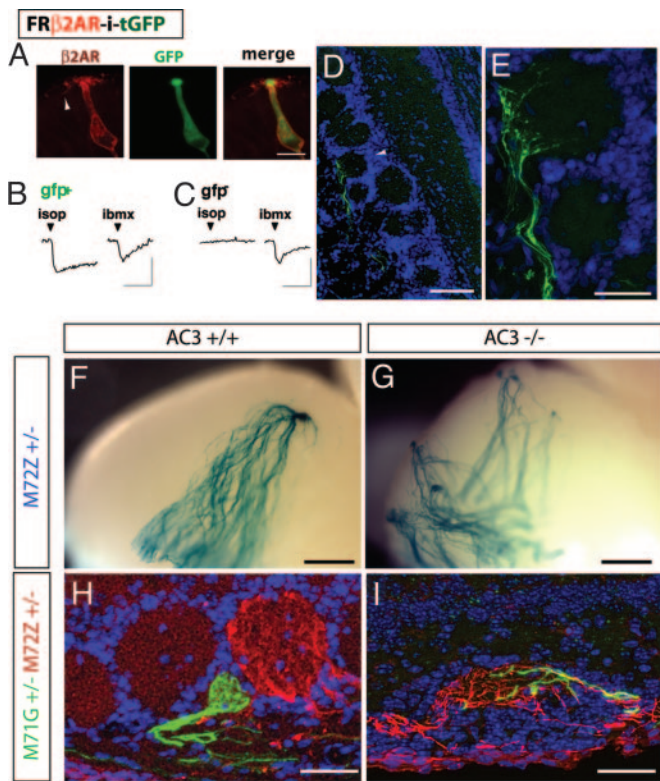 FRβ2AR-i-tGFP
A β2AR GFP merge
D
E
B gfp+
isop ibmx
C gfp-
isop ibmx
AC3 +/+ AC3 -/-
M72Z +/-
F
G
M71G +/- M72Z +/-
H
I